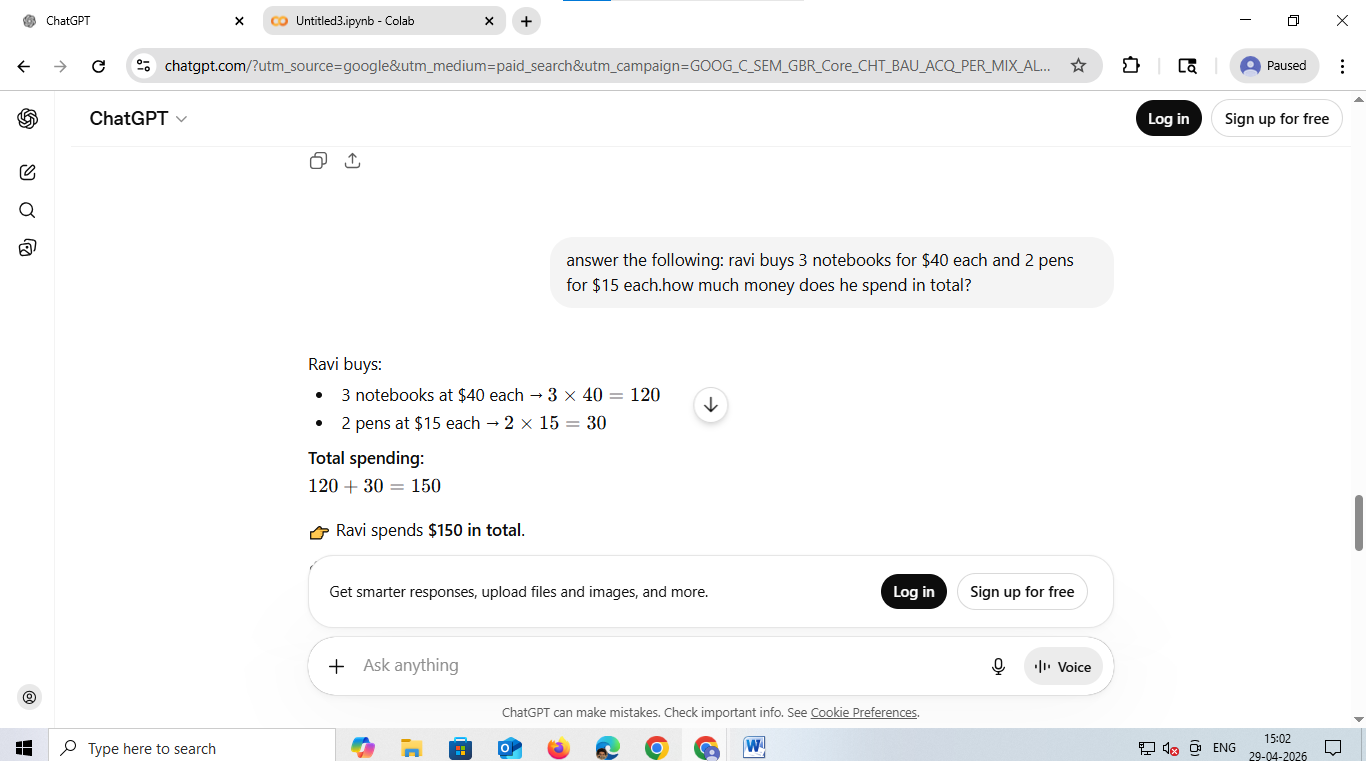 ChatGPT
Untitled3.ipynb - Colab
chatgpt.com/?utm_source=google&utm_medium=paid_search&utm_campaign=GOOG_C_SEM_GBR_Core_CHT_BAU_ACQ_PER_MIX_AL...
Paused
ChatGPT
Log in
Sign up for free
answer the following: ravi buys 3 notebooks for $40 each and 2 pens
for $15 each.how much money does he spend in total?
Ravi buys:
• 3 notebooks at $40 each → 3 × 40 = 120
• 2 pens at $15 each → 2 × 15 = 30
Total spending:
120 + 30 = 150
👉 Ravi spends $150 in total.
Get smarter responses, upload files and images, and more.
Log in
Sign up for free
Ask anything
Voice
ChatGPT can make mistakes. Check important info. See Cookie Preferences.
Type here to search
ENG
15:02
29-04-2026